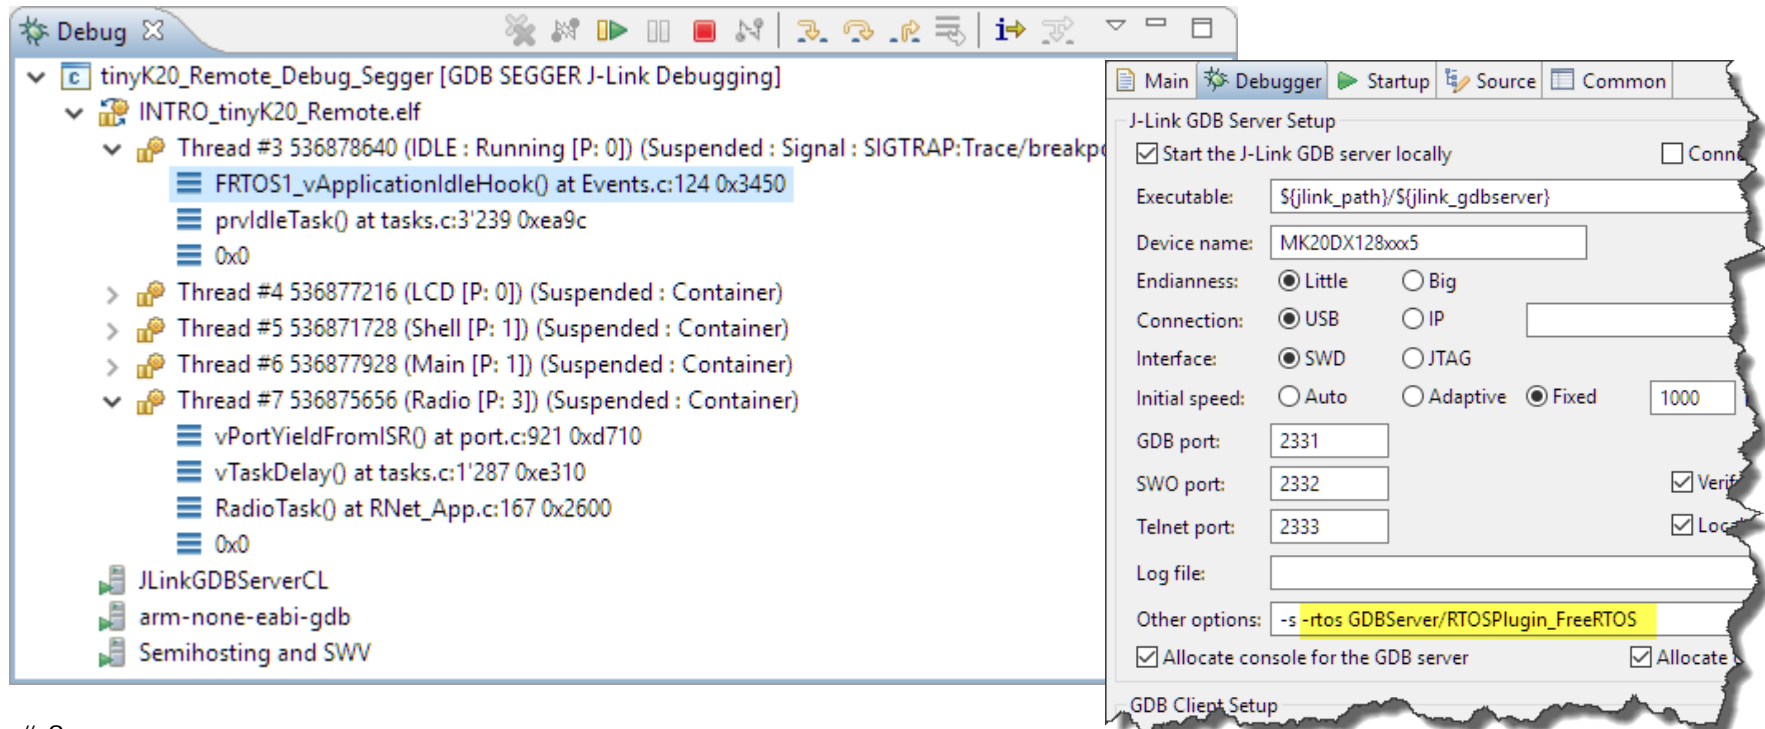 Debug
tinyK20_Remote_Debug_Segger [GDB SEGGER J-Link Debugging]
INTRO_tinyK20_Remote.elf
Thread #3 536878640 (IDLE : Running [P: 0]) (Suspended : Signal : SIGTRAP:Trace/breakp
FRTOS1_vApplicationIdleHook() at Events.c:124 0x3450
prvIdleTask() at tasks.c:3'239 0xea9c
0x0
Thread #4 536877216 (LCD [P: 0]) (Suspended : Container)
Thread #5 536871728 (Shell [P: 1]) (Suspended : Container)
Thread #6 536877928 (Main [P: 1]) (Suspended : Container)
Thread #7 536875656 (Radio [P: 3]) (Suspended : Container)
vPortYieldFromISR() at port.c:921 0xd710
vTaskDelay() at tasks.c:1'287 0xe310
RadioTask() at RNet_App.c:167 0x2600
0x0
JLinkGDBServerCL
arm-none-eabi-gdb
Semihosting and SWV
Main Debugger Startup Source Common
J-Link GDB Server Setup
Start the J-Link GDB server locally Conne
Executable: ${jlink_path}/${jlink_gdbserver}
Device name: MK20DX128xxx5
Endianness: Little Big
Connection: USB IP
Interface: SWD JTAG
Initial speed: Auto Adaptive Fixed 1000
GDB port: 2331
SWO port: 2332 Verif
Telnet port: 2333 Loca
Log file:
Other options: -s -rtos GDBServer/RTOSPlugin_FreeRTOS
Allocate console for the GDB server Allocate
GDB Client Setup